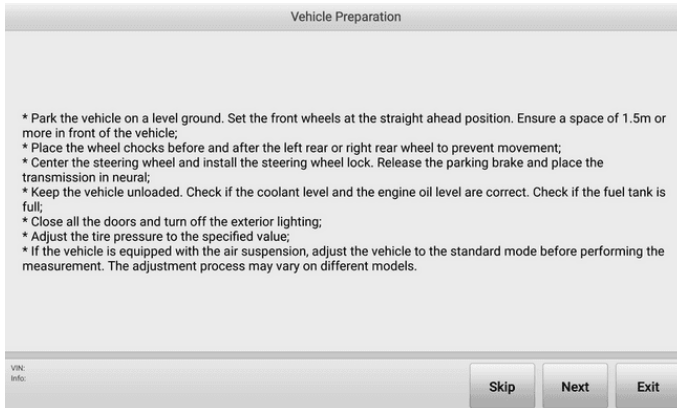 Vehicle Preparation
* Park the vehicle on a level ground. Set the front wheels at the straight ahead position. Ensure a space of 1.5m or
more in front of the vehicle;
* Place the wheel chocks before and after the left rear or right rear wheel to prevent movement;
* Center the steering wheel and install the steering wheel lock. Release the parking brake and place the
transmission in neural;
* Keep the vehicle unloaded. Check if the coolant level and the engine oil level are correct. Check if the fuel tank is
full;
* Close all the doors and turn off the exterior lighting;
* Adjust the tire pressure to the specified value;
* If the vehicle is equipped with the air suspension, adjust the vehicle to the standard mode before performing the
measurement. The adjustment process may vary on different models.
VIN:
Info:
Skip Next Exit